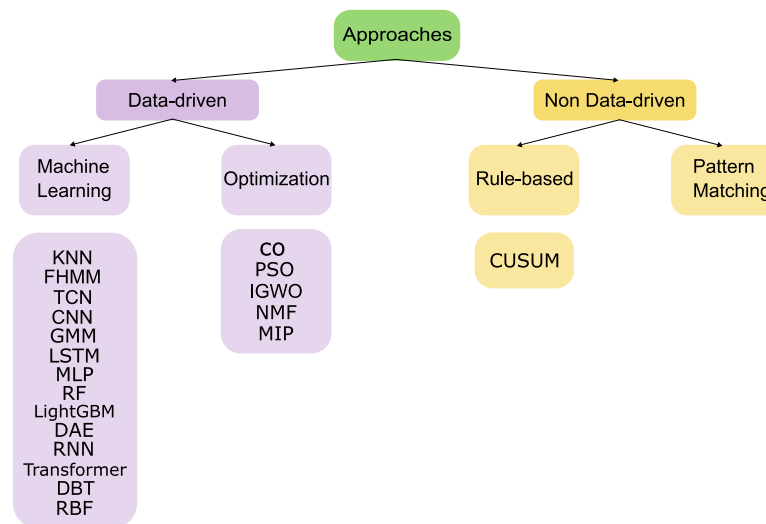 Approaches
Data-driven
Non Data-driven
Machine
Learning
Optimization
Rule-based
Pattern
Matching
KNN
FHMM
TCN
CNN
GMM
LSTM
MLP
RF
LightGBM
DAE
RNN
Transformer
DBT
RBF
CO
PSO
IGWO
NMF
MIP
CUSUM